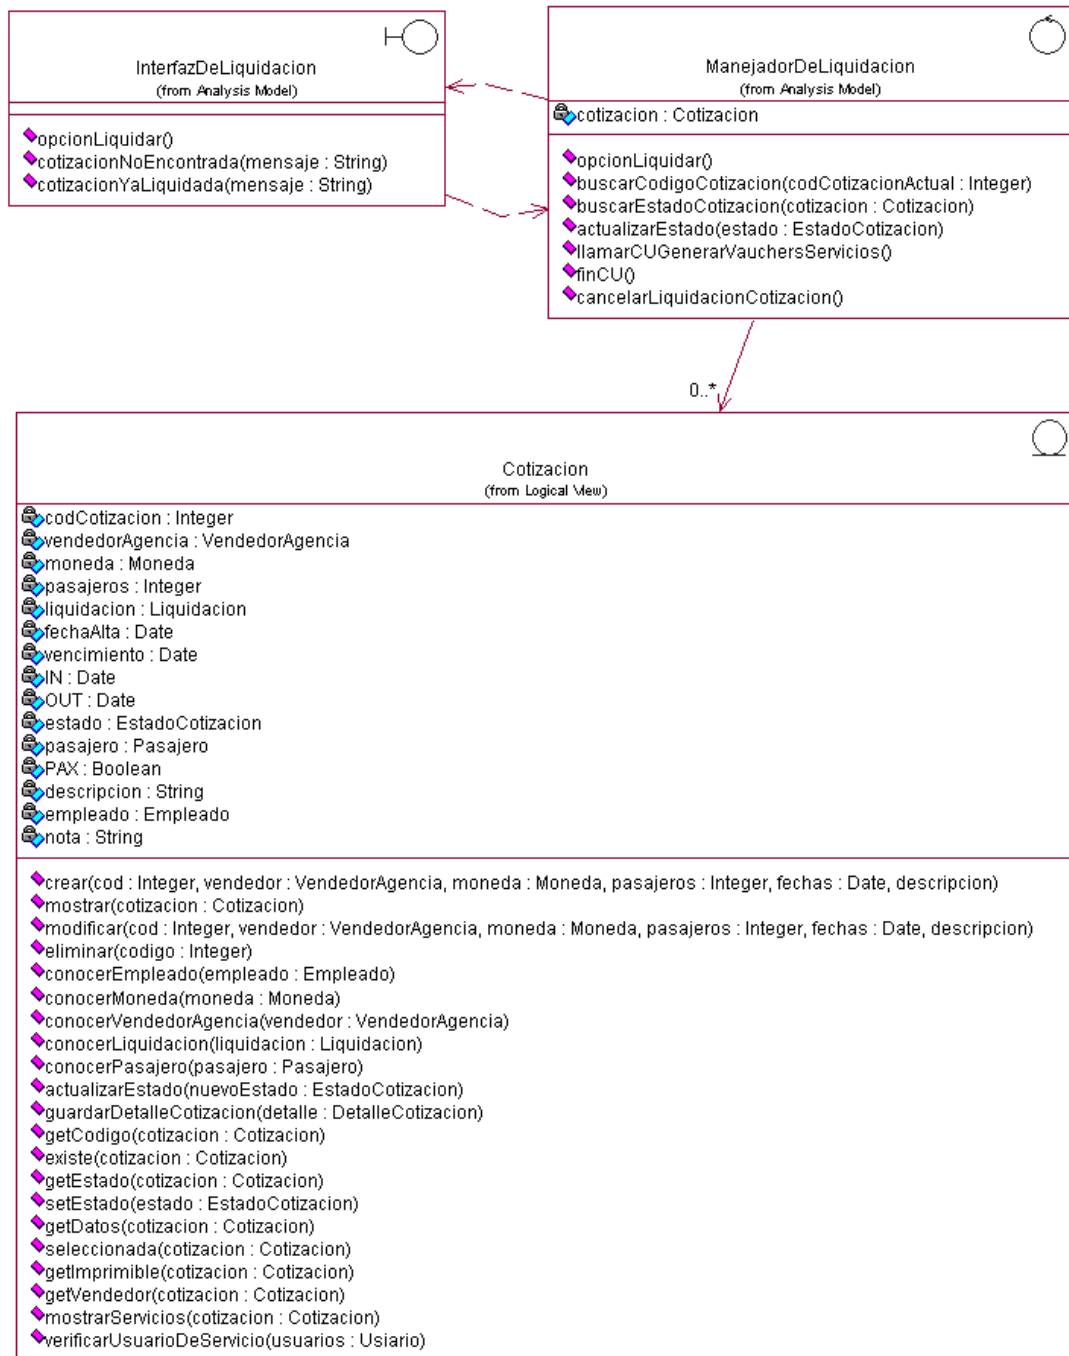 InterfazDeLiquidacion
(from Analysis Model)
opcionLiquidar()
cotizacionNoEncontrada(mensaje : String)
cotizacionYaLiquidada(mensaje : String)
ManejadorDeLiquidacion
(from Analysis Model)
cotizacion : Cotizacion
opcionLiquidar()
buscarCodigoCotizacion(codCotizacionActual : Integer)
buscarEstadoCotizacion(cotizacion : Cotizacion)
actualizarEstado(estado : EstadoCotizacion)
llamarCUGenerarVauchersServicios()
finCU()
cancelarLiquidacionCotizacion()
0..*
Cotizacion
(from Logical View)
codCotizacion : Integer
vendedorAgencia : VendedorAgencia
moneda : Moneda
pasajeros : Integer
liquidacion : Liquidacion
fechaAlta : Date
vencimiento : Date
IN : Date
OUT : Date
estado : EstadoCotizacion
pasajero : Pasajero
PAX : Boolean
descripcion : String
empleado : Empleado
nota : String
crear(cod : Integer, vendedor : VendedorAgencia, moneda : Moneda, pasajeros : Integer, fechas : Date, descripcion)
mostrar(cotizacion : Cotizacion)
modificar(cod : Integer, vendedor : VendedorAgencia, moneda : Moneda, pasajeros : Integer, fechas : Date, descripcion)
eliminar(codigo : Integer)
conocerEmpleado(empleado : Empleado)
conocerMoneda(moneda : Moneda)
conocerVendedorAgencia(vendedor : VendedorAgencia)
conocerLiquidacion(liquidacion : Liquidacion)
conocerPasajero(pasajero : Pasajero)
actualizarEstado(nuevoEstado : EstadoCotizacion)
guardarDetalleCotizacion(detalle : DetalleCotizacion)
getCodigo(cotizacion : Cotizacion)
existe(cotizacion : Cotizacion)
getEstado(cotizacion : Cotizacion)
setEstado(estado : EstadoCotizacion)
getDatos(cotizacion : Cotizacion)
seleccionada(cotizacion : Cotizacion)
getImprimible(cotizacion : Cotizacion)
getVendedor(cotizacion : Cotizacion)
mostrarServicios(cotizacion : Cotizacion)
verificarUsuarioDeServicio(usuarios : Usiario)